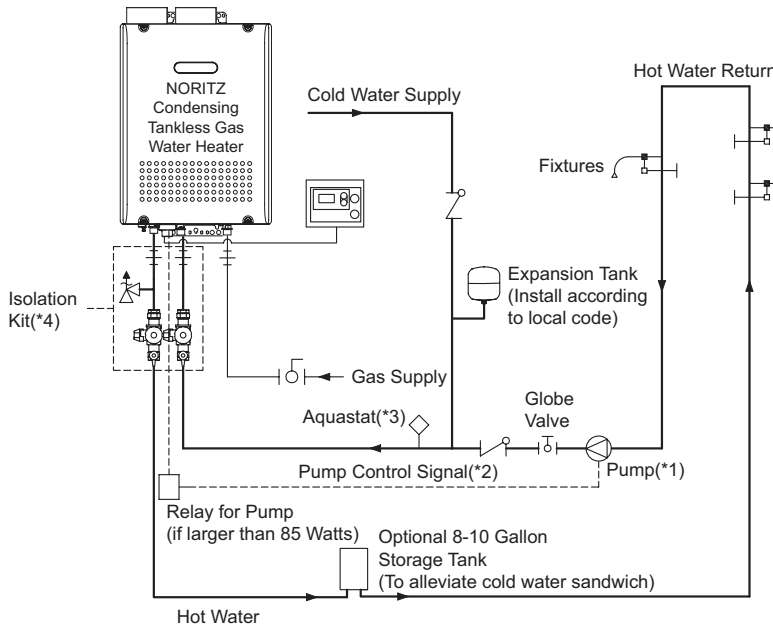 NORITZ
Condensing
Tankless Gas
Water Heater
Cold Water Supply
Hot Water Return
Fixtures
Expansion Tank
(Install according
to local code)
Isolation
Kit(*4)
Gas Supply
Globe
Valve
Aquastat(*3)
Pump Control Signal(*2)
Pump(*1)
Relay for Pump
(if larger than 85 Watts)
Optional 8-10 Gallon
Storage Tank
(To alleviate cold water sandwich)
Hot Water